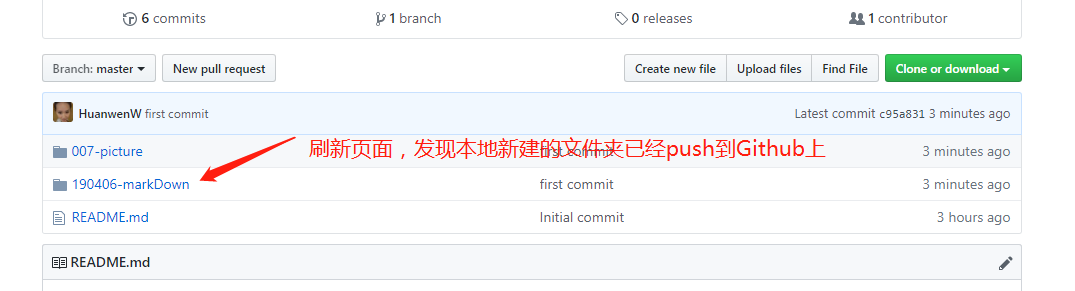 6 commits 1 branch 0 releases 1 contributor
Branch: master New pull request Create new file Upload files Find File Clone or download
HuanwenW first commit Latest commit c95a831 3 minutes ago
刷新页面，发现本地新建的文件夹已经push到Github上
007-picture first commit 3 minutes ago
190406-markDown first commit 3 minutes ago
README.md Initial commit 3 hours ago
README.md